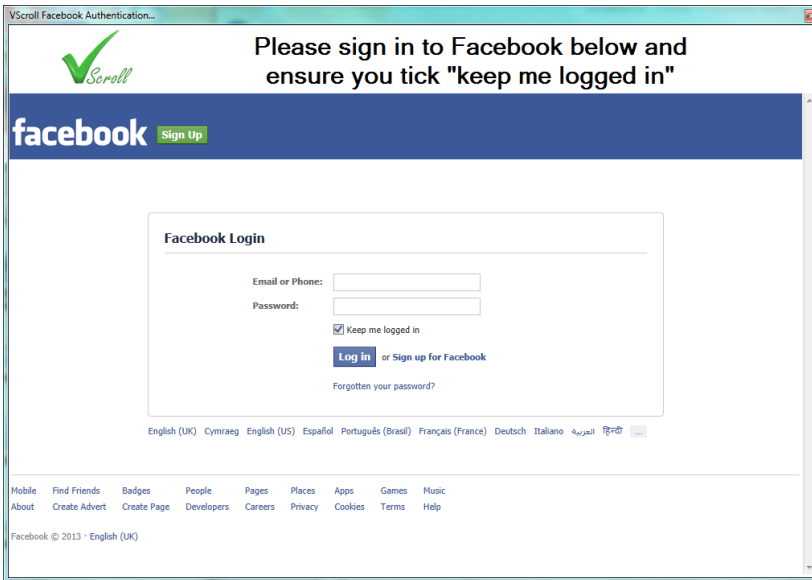 VScroll Facebook Authentication...
VScroll
Please sign in to Facebook below and
ensure you tick "keep me logged in"
facebook Sign Up
Facebook Login
Email or Phone:
Password:
Keep me logged in
Log in or Sign up for Facebook
Forgotten your password?
English (UK) Cymraeg English (US) Español Português (Brasil) Français (France) Deutsch Italiano العربية हिन्दी ...
Mobile Find Friends Badges People Pages Places Apps Games Music
About Create Advert Create Page Developers Careers Privacy Cookies Terms Help
Facebook © 2013 · English (UK)